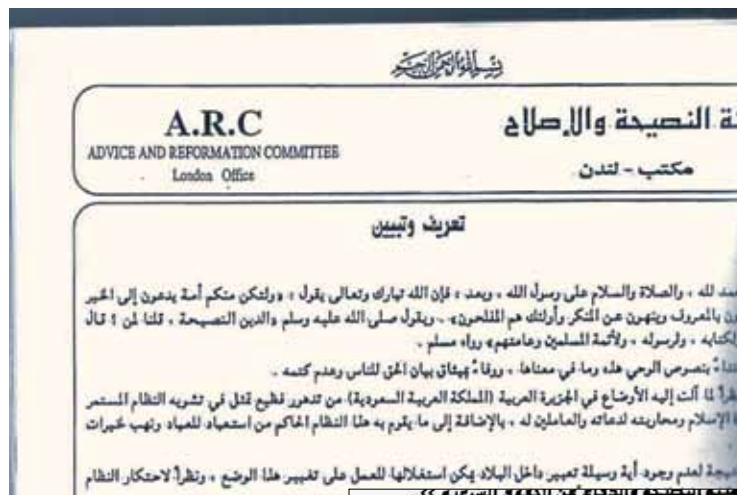 بسم الله الرحمن الرحيم
A.R.C
ADVICE AND REFORMATION COMMITTEE
London Office
النصيحة والإصلاح
مكتب - لندن
تعريف وتبيين
لله ، والصلاة والسلام على رسول الله ، وبعد ؛ فإن الله تبارك وتعالى يقول : «ولتكن منكم أمة يدعون إلى الخير
بالمعروف وينهون عن المنكر وأولئك هم المفلحون» . ويقول صلى الله عليه وسلم «الدين النصيحة ، قلنا لمن ؟ قال
ولرسوله ، ولأئمة المسلمين وعامتهم» رواه مسلم .
بنصوص الوحي هذه وما في معناها ، ووفاءً بميثاق بيان الحق للناس وعدم كتمه .
لما آلت إليه الأوضاع في الجزيرة العربية (المملكة العربية السعودية) من تدهور فظيع تمثل في تشويه النظام المستمر
الإسلام ومحاربته لدعاته والعاملين له ، بالإضافة إلى ما يقوم به هذا النظام الحاكم من استعباد للعباد ونهب لخيرات
لعدم وجود أية وسيلة تعبير داخل البلاد يمكن استغلالها للعمل على تغيير هذا الوضع ، ونظراً لاحتكار النظام